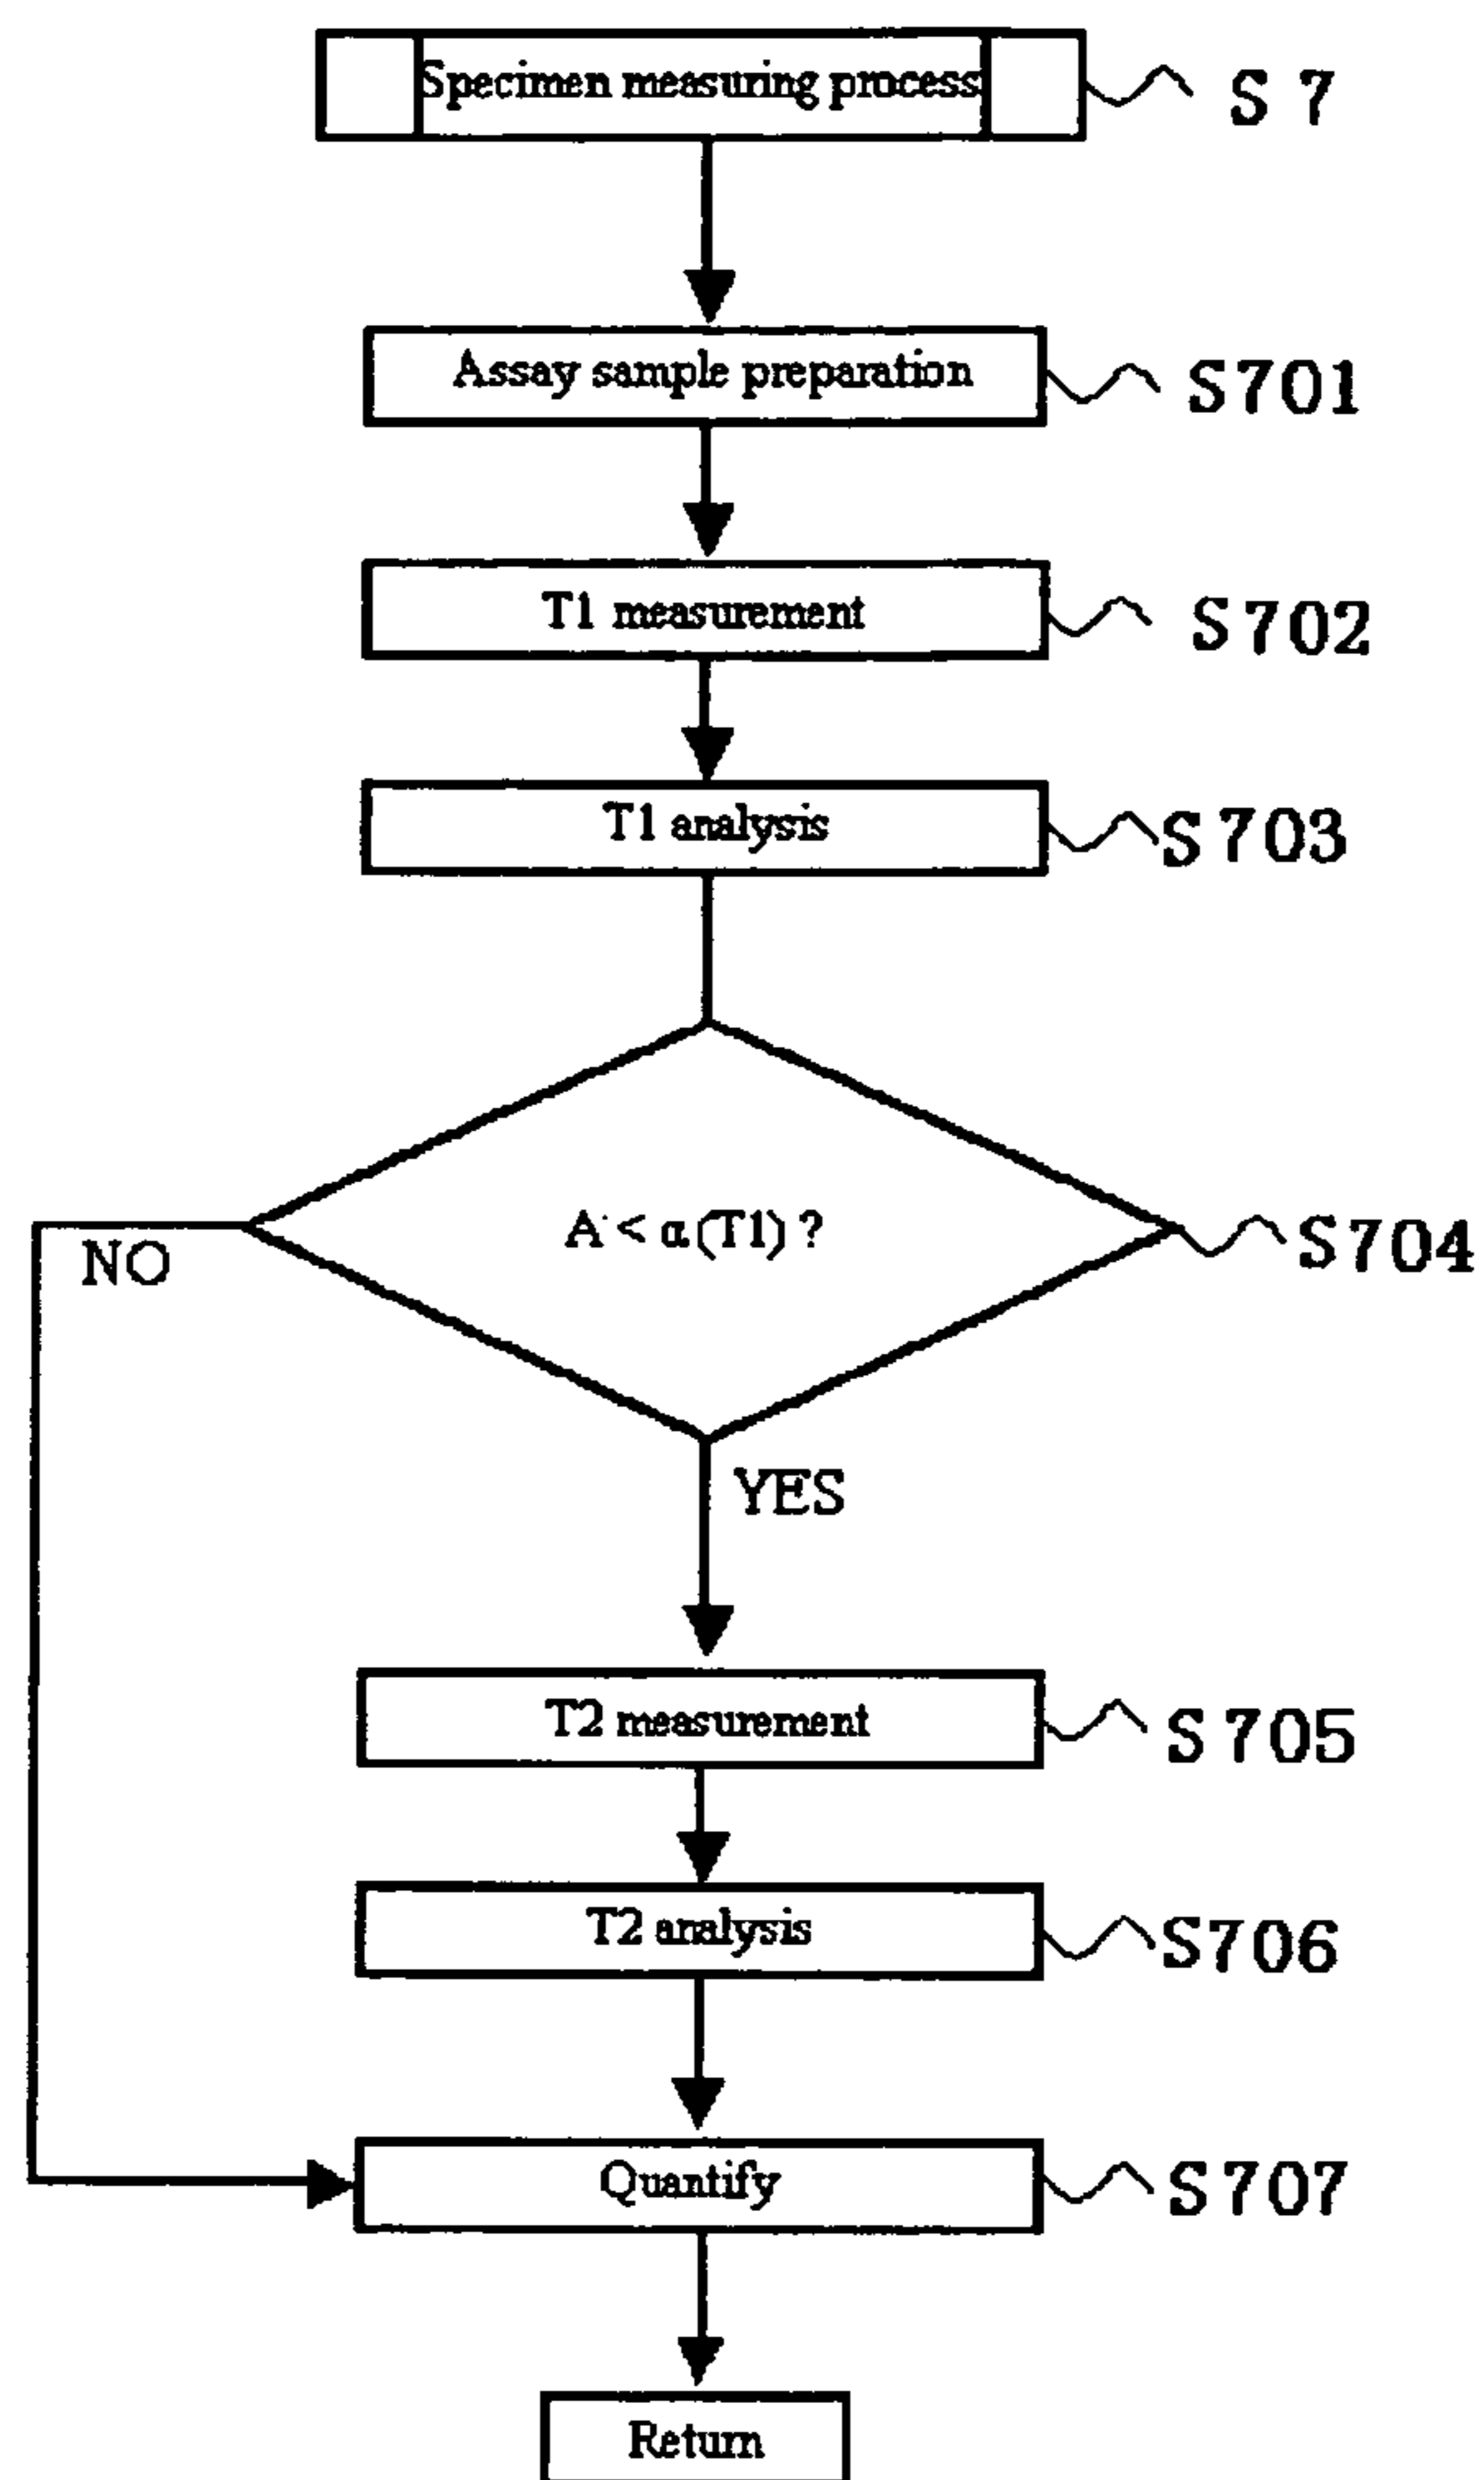 Specimen measuring process
S 7
Assay sample preparation
S701
T1 measurement
S702
T1 analysis
S703
A < α(T1) ?
S704
NO
YES
T2 measurement
S705
T2 analysis
S706
Quantify
S707
Return